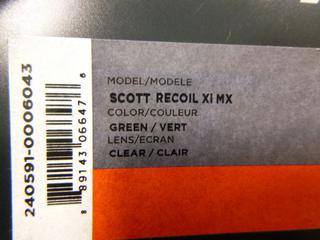 MODEL/MODELE
SCOTT RECOIL Xi MX
COLOR/COULEUR
GREEN / VERT
LENS/ECRAN
CLEAR / CLAIR
240591-0006043
8 89143 06647 6